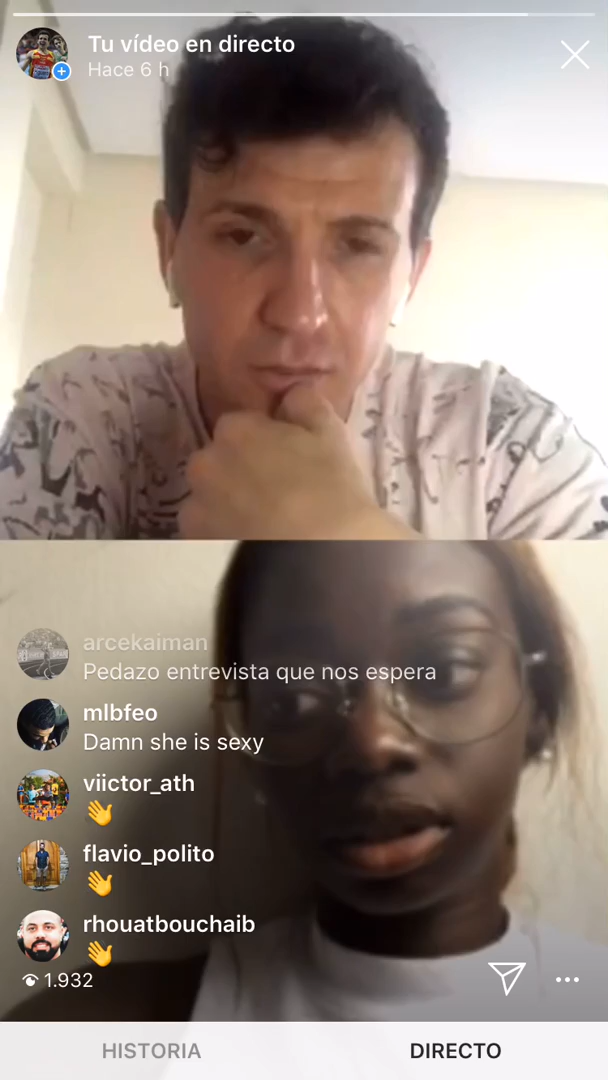 Tu vídeo en directo
Hace 6 h
arcekaiman
Pedazo entrevista que nos espera
mlbfeo
Damn she is sexy
viictor_ath
👋
flavio_polito
👋
rhouatbouchaib
👋
1.932
HISTORIA
DIRECTO